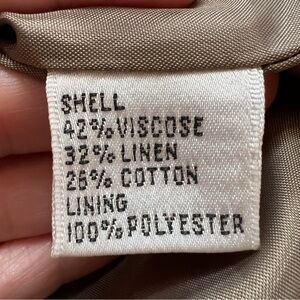 SHELL
42% VISCOSE
32% LINEN
26% COTTON
LINING
100% POLYESTER